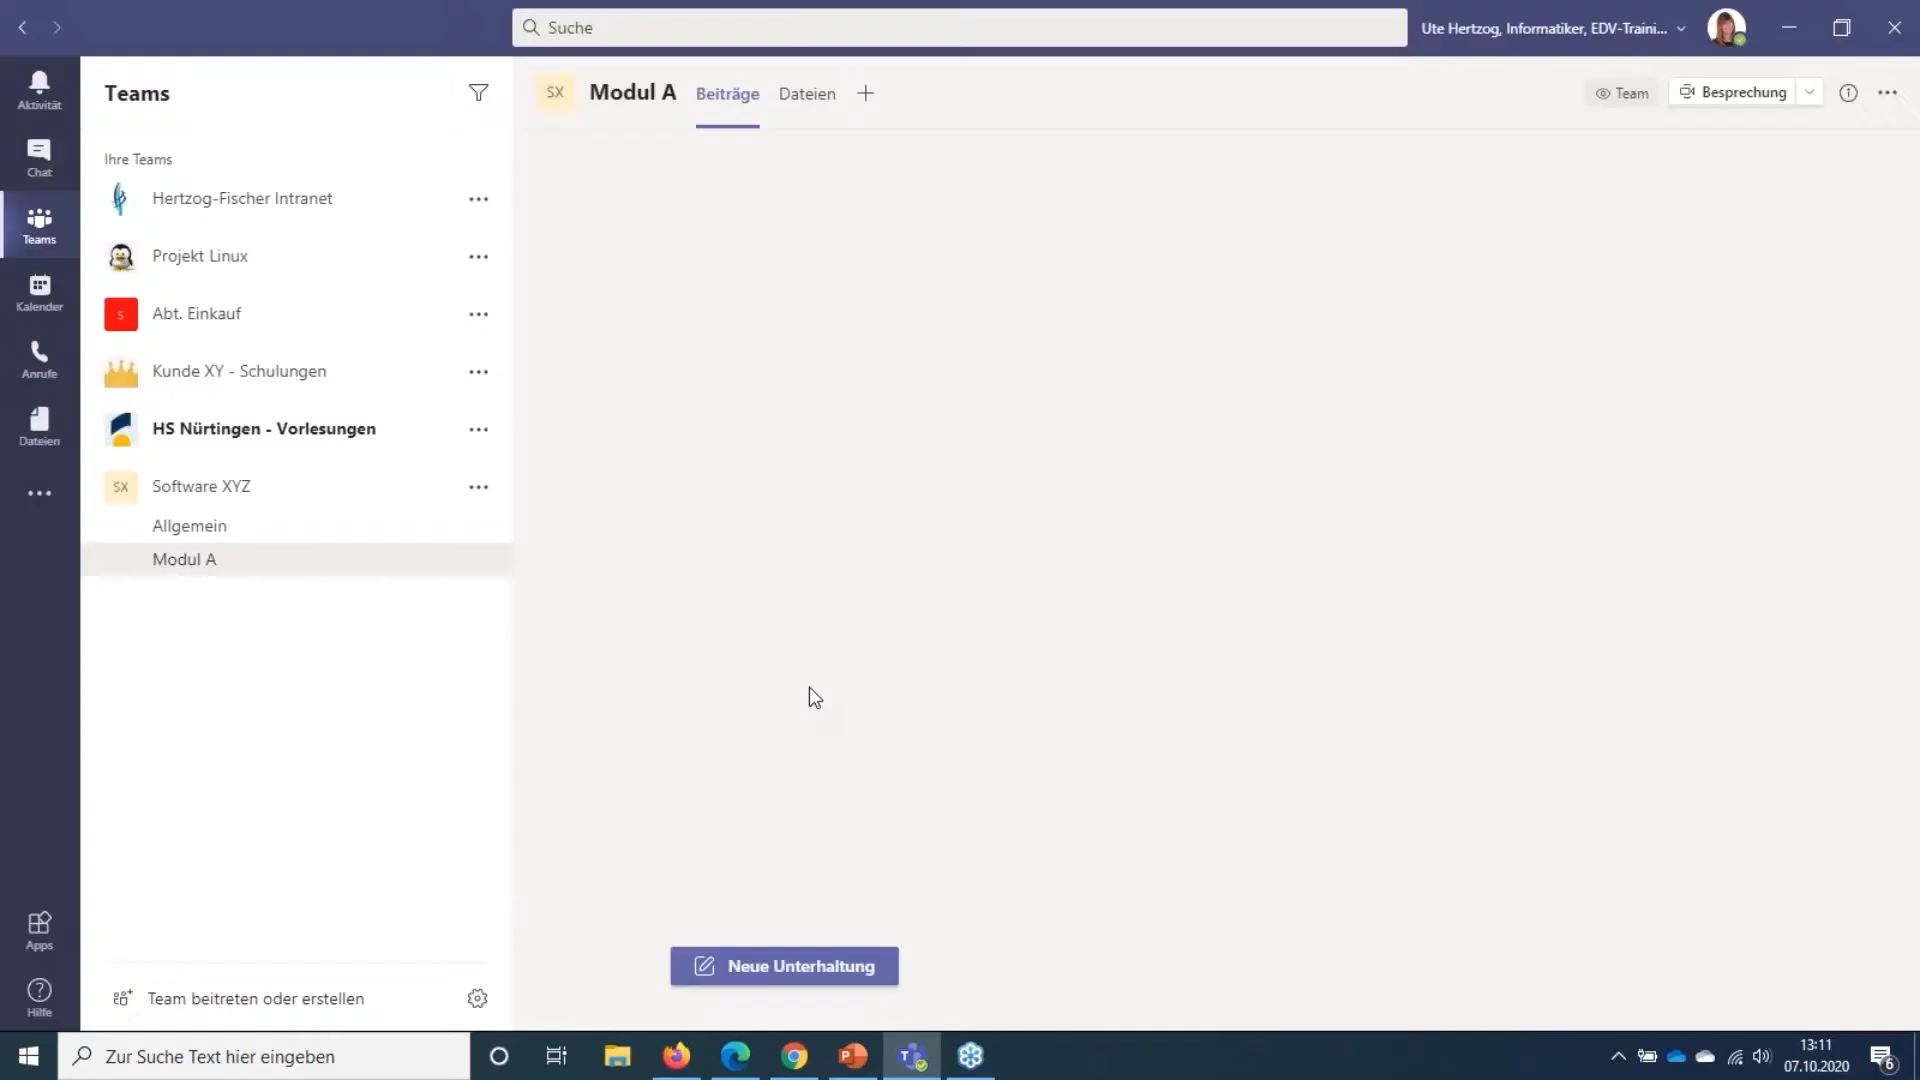 Suche
Ute Hertzog, Informatiker, EDV-Traini...
Aktivität
Chat
Teams
Kalender
Anrufe
Dateien
Apps
Hilfe
Teams
Ihre Teams
Hertzog-Fischer Intranet
Projekt Linux
S Abt. Einkauf
Kunde XY - Schulungen
HS Nürtingen - Vorlesungen
SX Software XYZ
Allgemein
Modul A
Team beitreten oder erstellen
SX Modul A Beiträge Dateien
Team Besprechung
Neue Unterhaltung
Zur Suche Text hier eingeben
13:11
07.10.2020
6